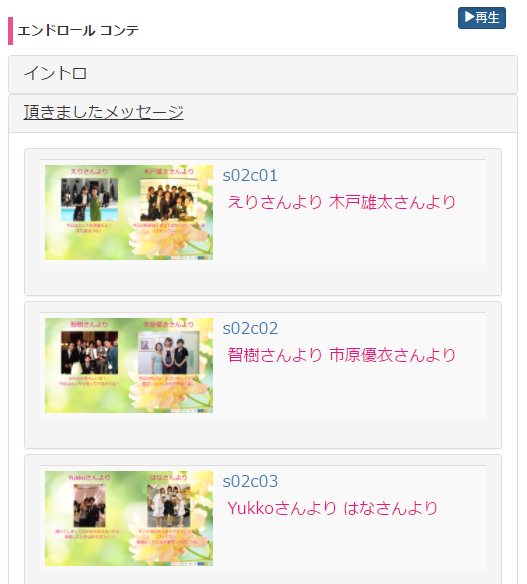 エンドロール コンテ
▶再生
イントロ
頂きましたメッセージ
えりさんより 木戸雄太さんより
s02c01
えりさんより 木戸雄太さんより
智樹さんより 市原優衣さんより
s02c02
智樹さんより 市原優衣さんより
Yukkoさんより はなさんより
s02c03
Yukkoさんより はなさんより